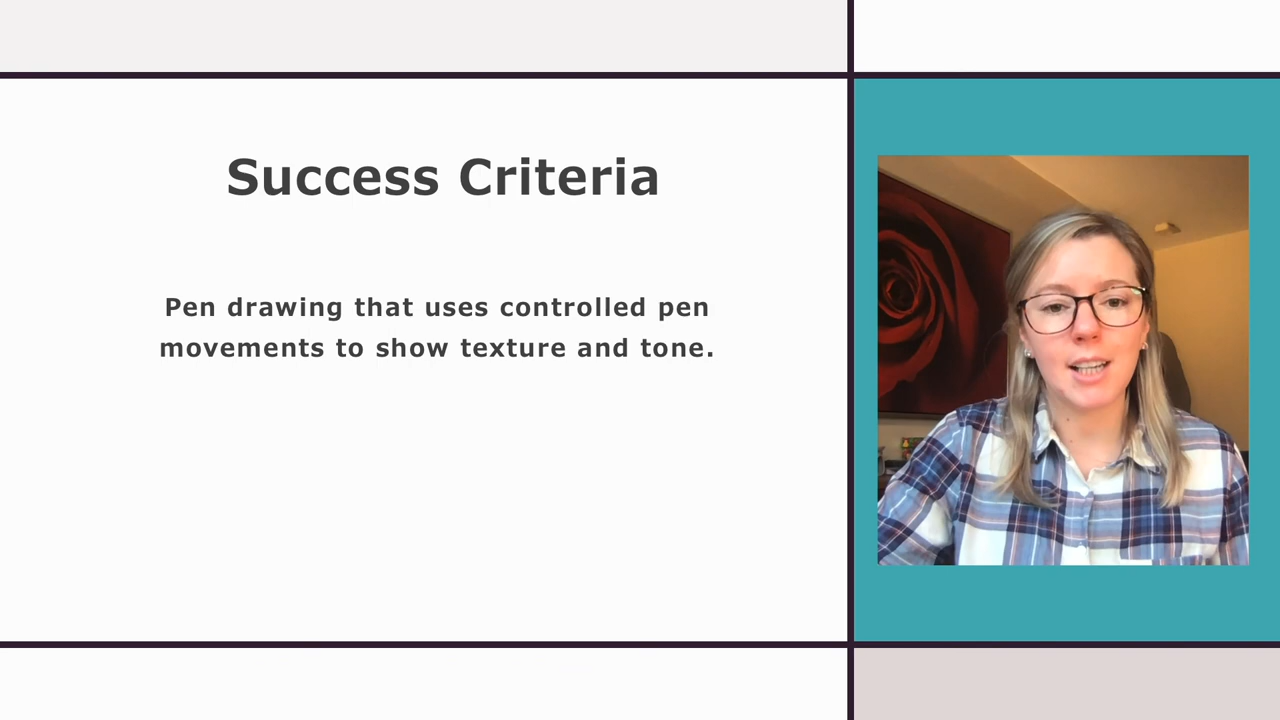 Success Criteria
Pen drawing that uses controlled pen
movements to show texture and tone.